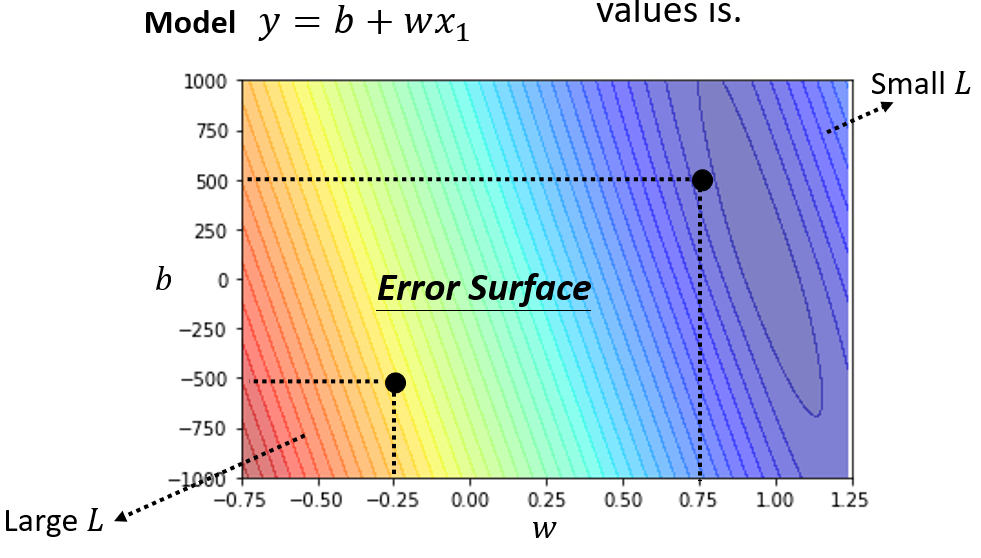 values is.
Model y = b + wx₁
1000
Small L
750
500
250
b
0
Error Surface
−250
−500
−750
−1000
−0.75 −0.50 −0.25 0.00 0.25 0.50 0.75 1.00 1.25
Large L
w